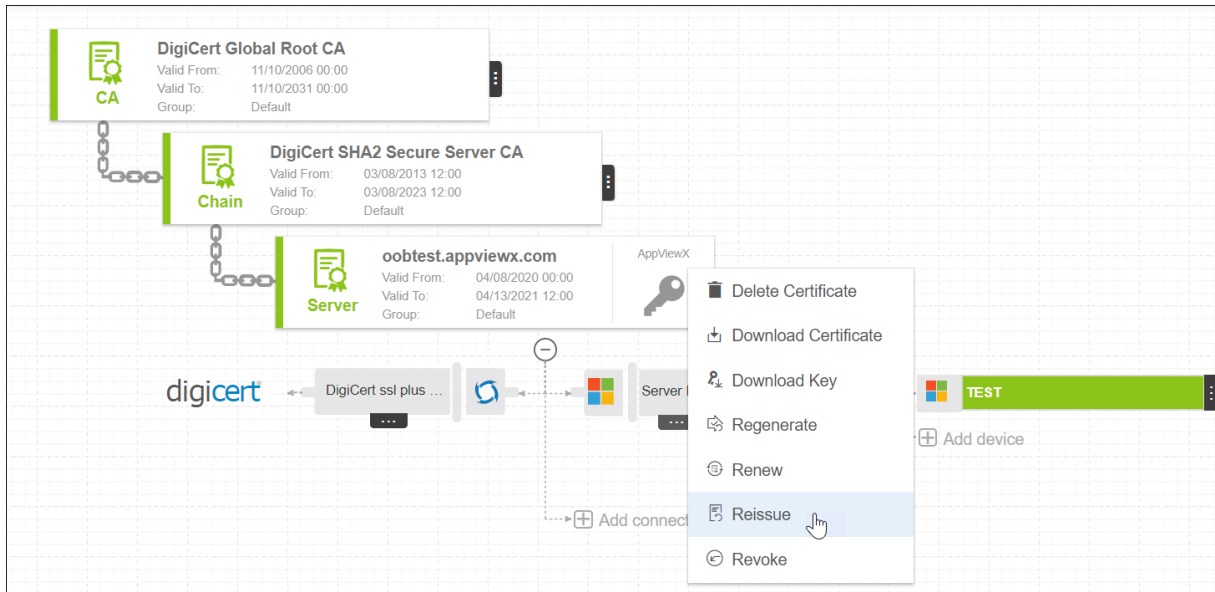 DigiCert Global Root CA
Valid From: 11/10/2006 00:00
Valid To: 11/10/2031 00:00
Group: Default
CA
DigiCert SHA2 Secure Server CA
Valid From: 03/08/2013 12:00
Valid To: 03/08/2023 12:00
Group: Default
Chain
oobtest.appviewx.com
Valid From: 04/08/2020 00:00
Valid To: 04/13/2021 12:00
Group: Default
Server
AppViewX
Delete Certificate
Download Certificate
Download Key
Regenerate
Renew
Reissue
Revoke
digicert
DigiCert ssl plus ...
Server
TEST
Add device
Add connect